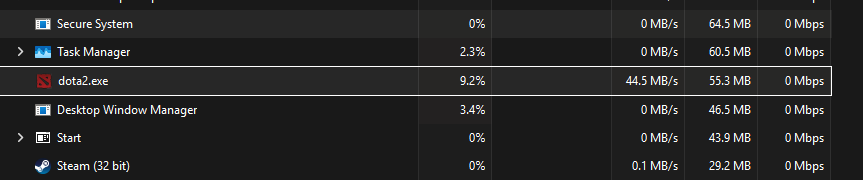 Secure System 0% 0 MB/s 64.5 MB 0 Mbps
Task Manager 2.3% 0 MB/s 60.5 MB 0 Mbps
dota2.exe 9.2% 44.5 MB/s 55.3 MB 0 Mbps
Desktop Window Manager 3.4% 0 MB/s 46.5 MB 0 Mbps
Start 0% 0 MB/s 43.9 MB 0 Mbps
Steam (32 bit) 0% 0.1 MB/s 29.2 MB 0 Mbps